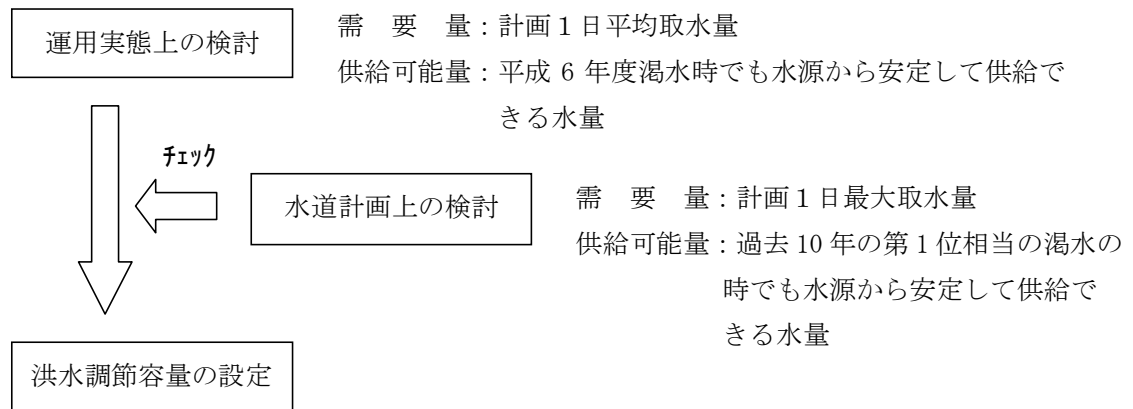 運用実態上の検討
需　要　量：計画１日平均取水量
供給可能量：平成 6 年度渇水時でも水源から安定して供給で
きる水量
ﾁｪｯｸ
水道計画上の検討
需　要　量：計画１日最大取水量
供給可能量：過去 10 年の第 1 位相当の渇水の
時でも水源から安定して供給で
きる水量
洪水調節容量の設定